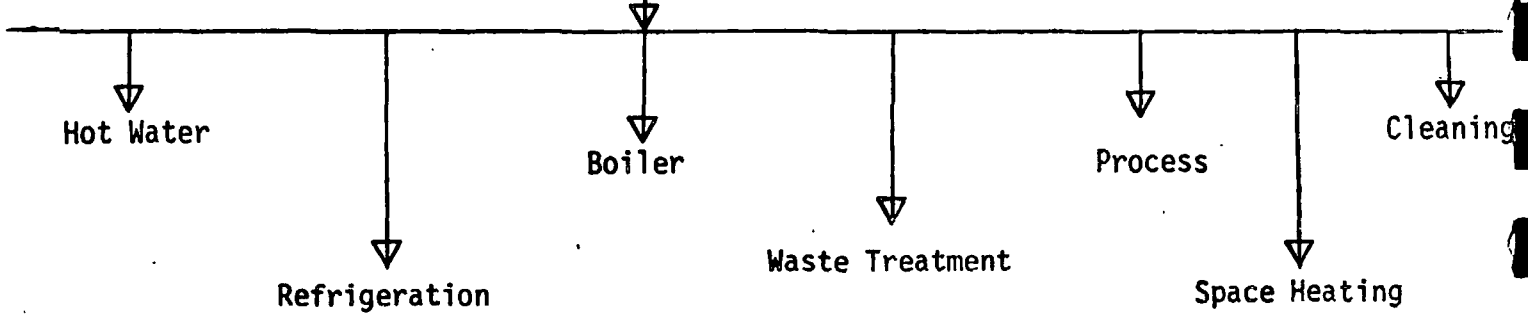 Hot Water
Refrigeration
Boiler
Waste Treatment
Process
Space Heating
Cleaning